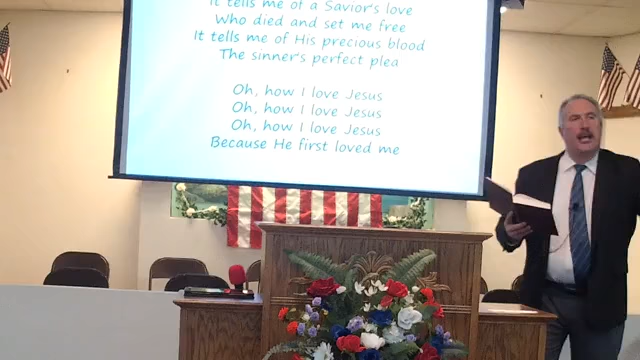 It tells me of a Savior's love
Who died and set me free
It tells me of His precious blood
The sinner's perfect plea
Oh, how I love Jesus
Oh, how I love Jesus
Oh, how I love Jesus
Because He first loved me